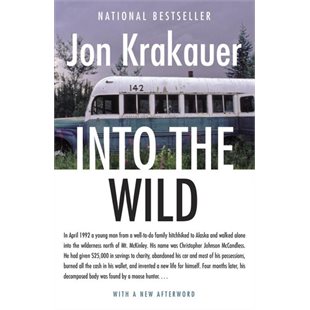 NATIONAL BESTSELLER
Jon Krakauer
142
INTO THE
WILD
In April 1992 a young man from a well-to-do family hitchhiked to Alaska and walked alone
into the wilderness north of Mt. McKinley. His name was Christopher Johnson McCandless.
He had given $25,000 in savings to charity, abandoned his car and most of his possessions,
burned all the cash in his wallet, and invented a new life for himself. Four months later, his
decomposed body was found by a moose hunter. . . .
WITH A NEW AFTERWORD